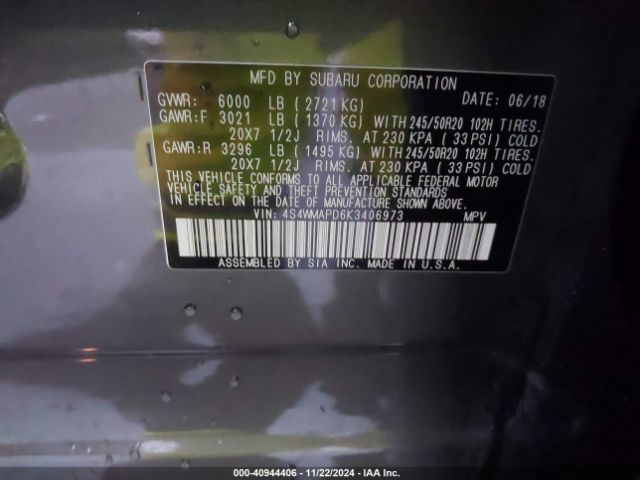 MFD BY SUBARU CORPORATION
GVWR: 6000 LB (2721 KG) DATE: 06/18
GAWR:F 3021 LB (1370 KG) WITH 245/50R20 102H TIRES.
20X7 1/2J RIMS. AT 230 KPA (33 PSI) COLD
GAWR:R 3296 LB (1495 KG) WITH 245/50R20 102H TIRES.
20X7 1/2J RIMS. AT 230 KPA (33 PSI) COLD
THIS VEHICLE CONFORMS TO ALL APPLICABLE FEDERAL MOTOR
VEHICLE SAFETY AND THEFT PREVENTION STANDARDS
IN EFFECT ON THE DATE OF MANUFACTURE SHOWN ABOVE.
VIN: 4S4WMAPD6K3406973 MPV
ASSEMBLED BY SIA INC. MADE IN U.S.A.
000-40944406 - 11/22/2024 - IAA Inc.